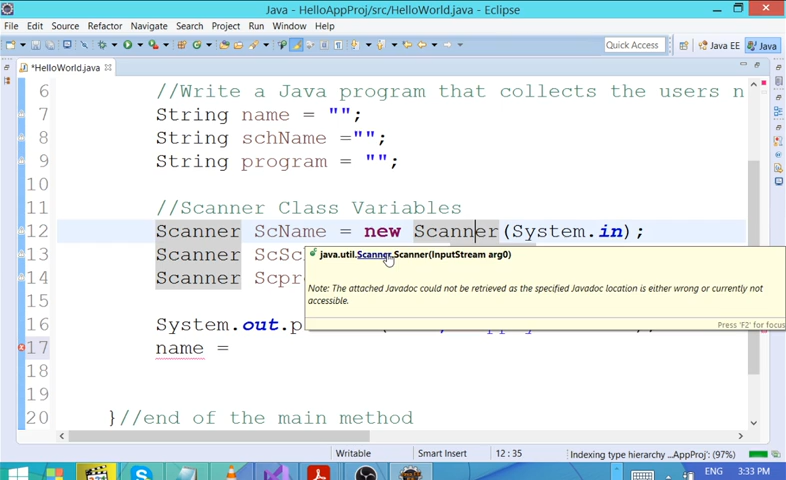 Java - HelloAppProj/src/HelloWorld.java - Eclipse
File Edit Source Refactor Navigate Search Project Run Window Help
Quick Access Java EE Java
*HelloWorld.java
6 //Write a Java program that collects the users n
7 String name = "";
8 String schName ="";
9 String program = "";
10
11 //Scanner Class Variables
12 Scanner ScName = new Scanner(System.in);
13 Scanner ScSc
java.util.Scanner.Scanner(InputStream arg0)
14 Scanner Scpr
Note: The attached Javadoc could not be retrieved as the specified Javadoc location is either wrong or currently not
accessible.
Press 'F2' for focus
16 System.out.p
17 name =
18
19
20 }//end of the main method
Writable Smart Insert 12 : 35 Indexing type hierarchy ...AppProj: (97%)
ENG 3:33 PM